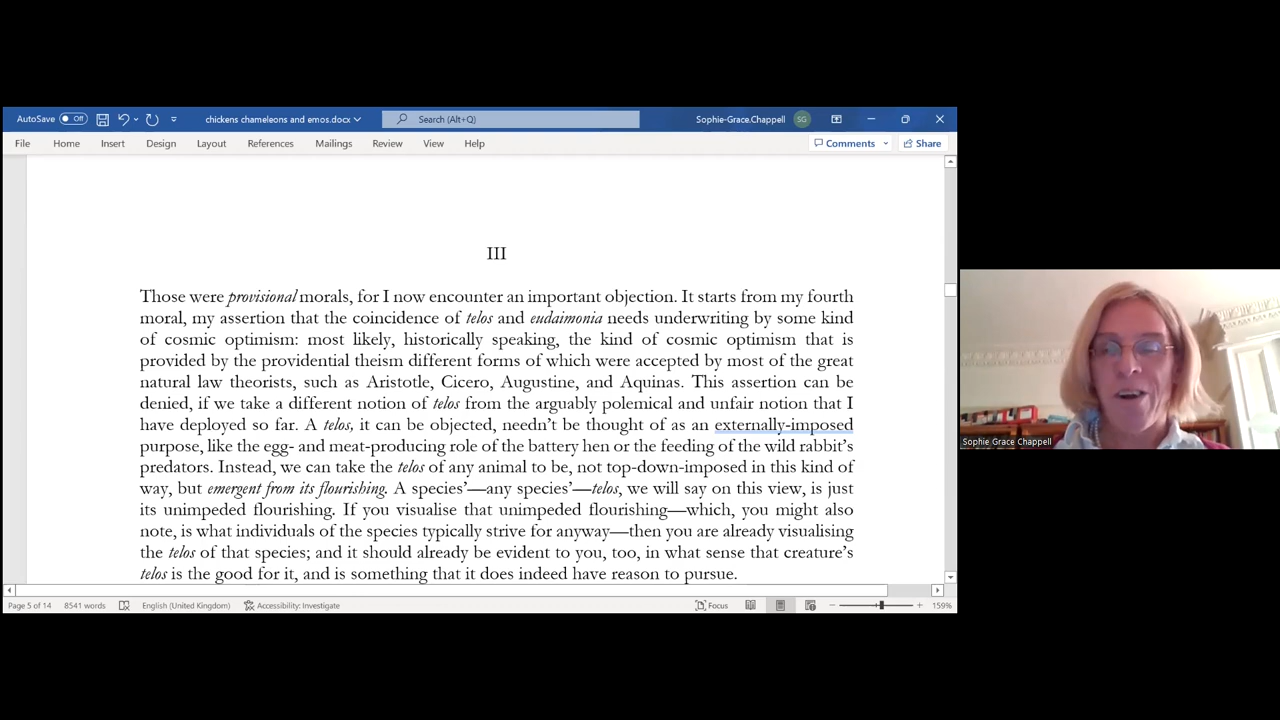 AutoSave Off chickens chameleons and emos.docx Search (Alt+Q) Sophie-Grace.Chappell SG
File Home Insert Design Layout References Mailings Review View Help Comments Share
III
Those were provisional morals, for I now encounter an important objection. It starts from my fourth
moral, my assertion that the coincidence of telos and eudaimonia needs underwriting by some kind
of cosmic optimism: most likely, historically speaking, the kind of cosmic optimism that is
provided by the providential theism different forms of which were accepted by most of the great
natural law theorists, such as Aristotle, Cicero, Augustine, and Aquinas. This assertion can be
denied, if we take a different notion of telos from the arguably polemical and unfair notion that I
have deployed so far. A telos, it can be objected, needn’t be thought of as an externally-imposed
purpose, like the egg- and meat-producing role of the battery hen or the feeding of the wild rabbit’s
predators. Instead, we can take the telos of any animal to be, not top-down-imposed in this kind of
way, but emergent from its flourishing. A species’—any species’—telos, we will say on this view, is just
its unimpeded flourishing. If you visualise that unimpeded flourishing—which, you might also
note, is what individuals of the species typically strive for anyway—then you are already visualising
the telos of that species; and it should already be evident to you, too, in what sense that creature’s
telos is the good for it, and is something that it does indeed have reason to pursue.
Sophie Grace Chappell
Page 5 of 14 8541 words English (United Kingdom) Accessibility: Investigate Focus 159%